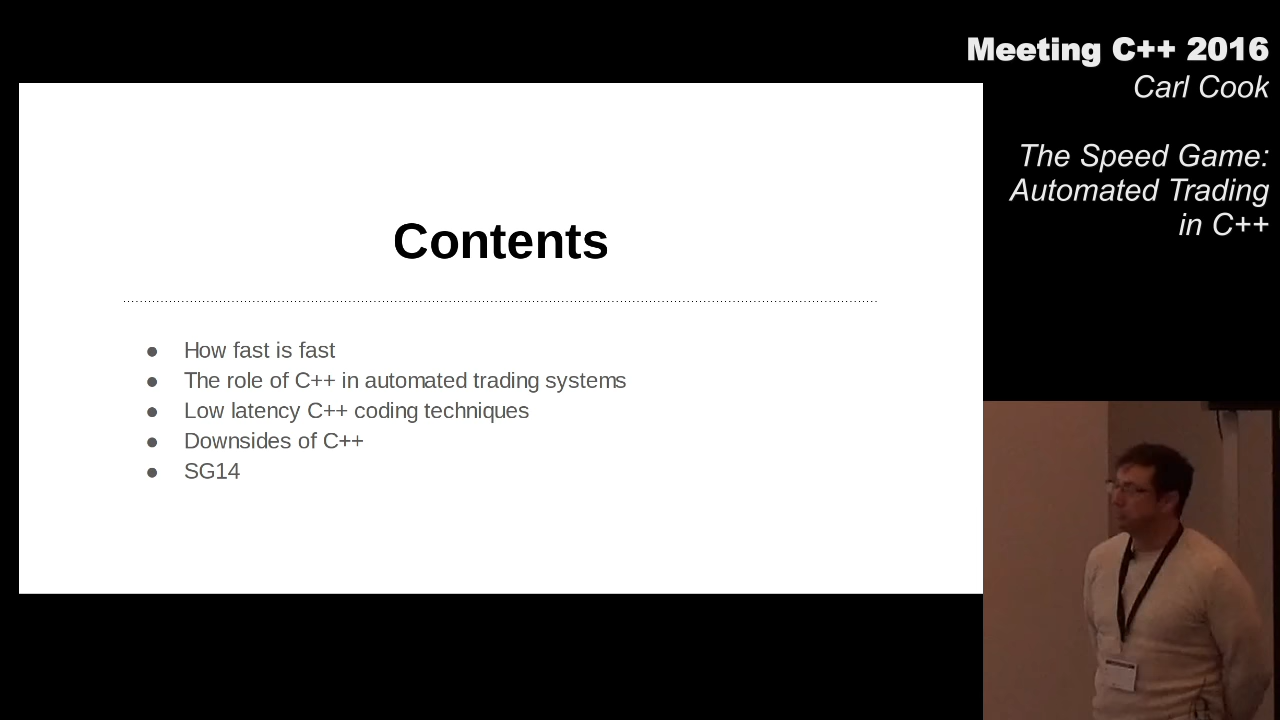 Meeting C++ 2016
Carl Cook
The Speed Game:
Automated Trading
in C++
Contents
● How fast is fast
● The role of C++ in automated trading systems
● Low latency C++ coding techniques
● Downsides of C++
● SG14